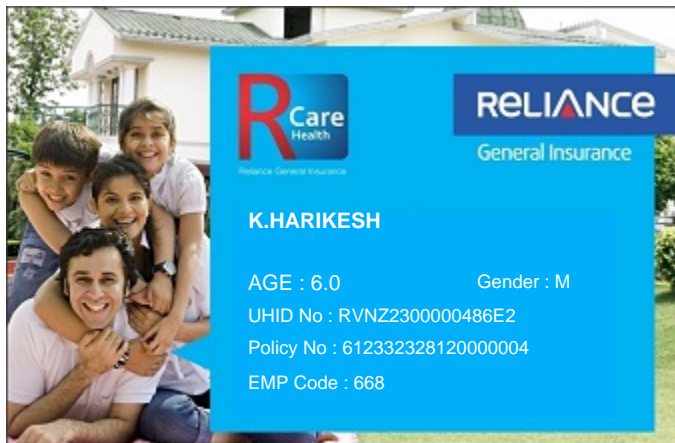 R Care
Health
Reliance General Insurance
RELIANCE
General Insurance
K.HARIKESH
AGE : 6.0 Gender : M
UHID No : RVNZ2300000486E2
Policy No : 612332328120000004
EMP Code : 668